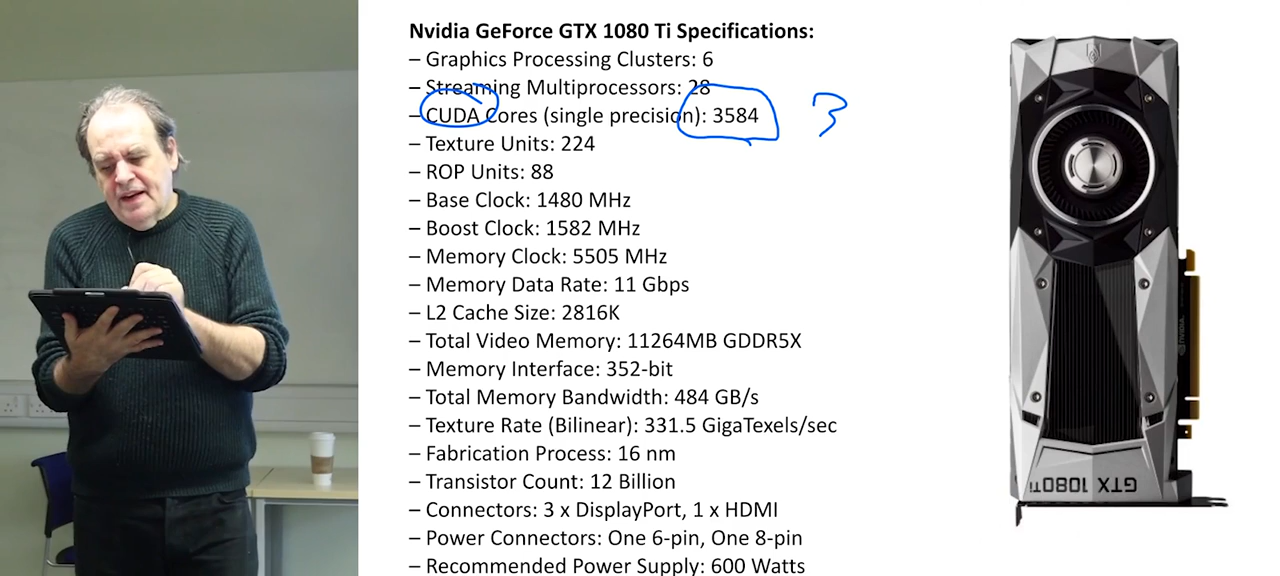 Nvidia GeForce GTX 1080 Ti Specifications:
– Graphics Processing Clusters: 6
– Streaming Multiprocessors: 28
– CUDA Cores (single precision): 3584
3
– Texture Units: 224
– ROP Units: 88
– Base Clock: 1480 MHz
– Boost Clock: 1582 MHz
– Memory Clock: 5505 MHz
– Memory Data Rate: 11 Gbps
– L2 Cache Size: 2816K
– Total Video Memory: 11264MB GDDR5X
– Memory Interface: 352-bit
– Total Memory Bandwidth: 484 GB/s
– Texture Rate (Bilinear): 331.5 GigaTexels/sec
– Fabrication Process: 16 nm
– Transistor Count: 12 Billion
– Connectors: 3 x DisplayPort, 1 x HDMI
– Power Connectors: One 6-pin, One 8-pin
– Recommended Power Supply: 600 Watts
NVIDIA
GTX 1080 Ti